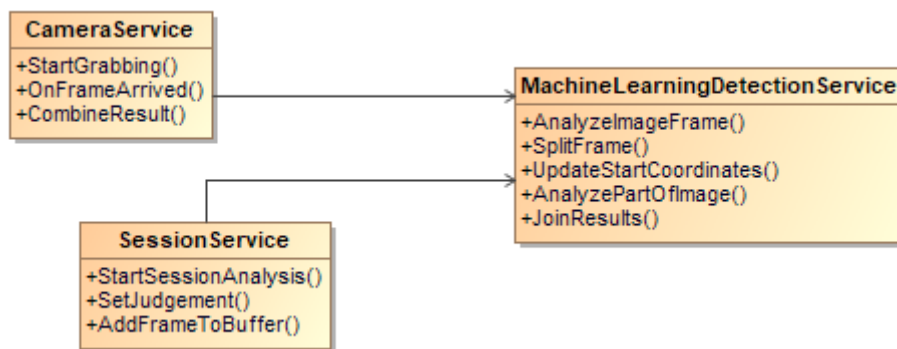 CameraService
+StartGrabbing()
+OnFrameArrived()
+CombineResult()
MachineLearningDetectionService
+AnalyzeImageFrame()
+SplitFrame()
+UpdateStartCoordinates()
+AnalyzePartOfImage()
+JoinResults()
SessionService
+StartSessionAnalysis()
+SetJudgement()
+AddFrameToBuffer()